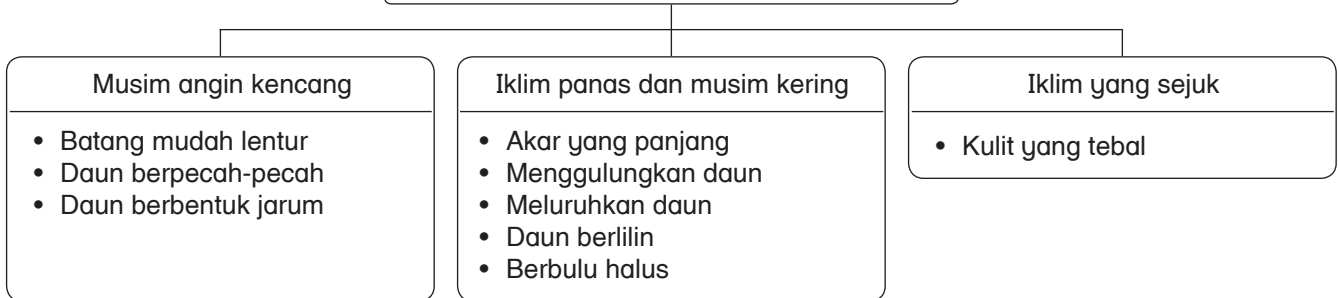 Musim angin kencang
• Batang mudah lentur
• Daun berpecah-pecah
• Daun berbentuk jarum
Iklim panas dan musim kering
• Akar yang panjang
• Menggulungkan daun
• Meluruhkan daun
• Daun berlilin
• Berbulu halus
Iklim yang sejuk
• Kulit yang tebal